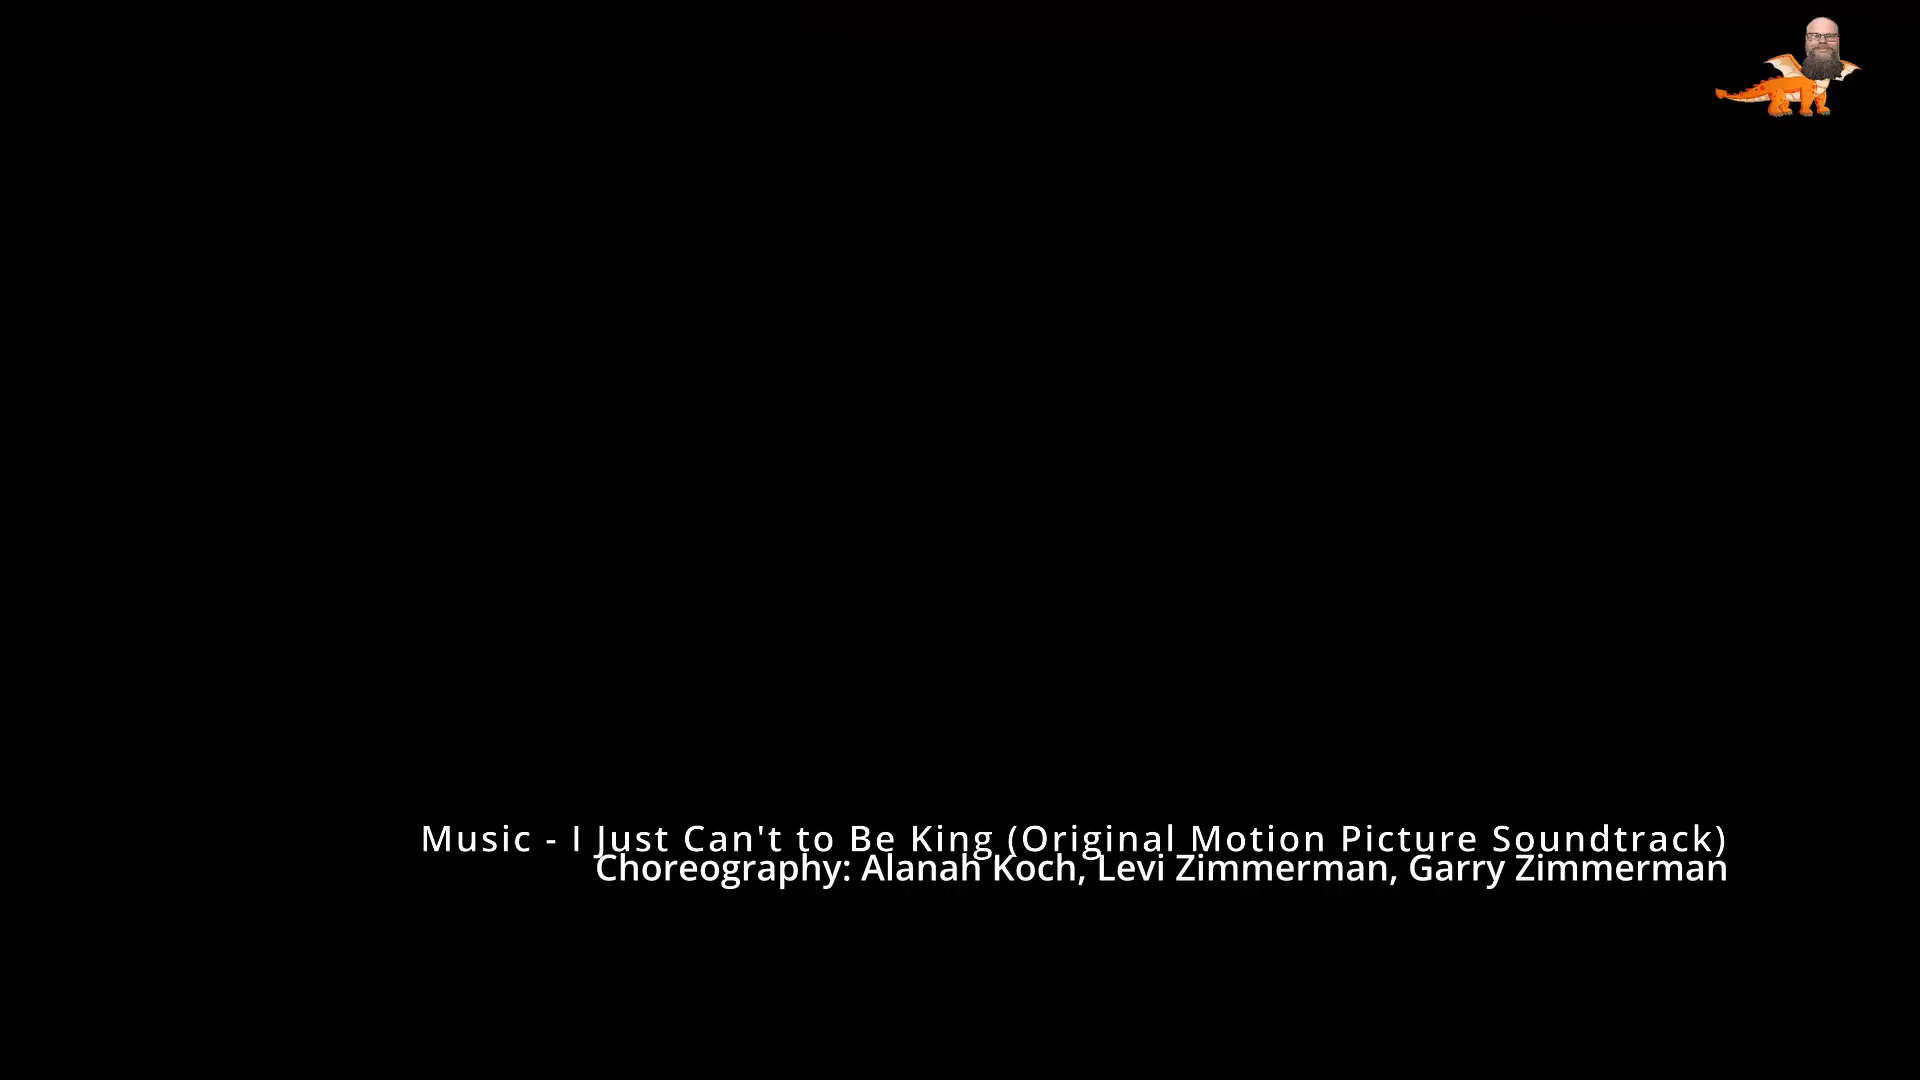 Music - I Just Can't to Be King (Original Motion Picture Soundtrack)
Choreography: Alanah Koch, Levi Zimmerman, Garry Zimmerman